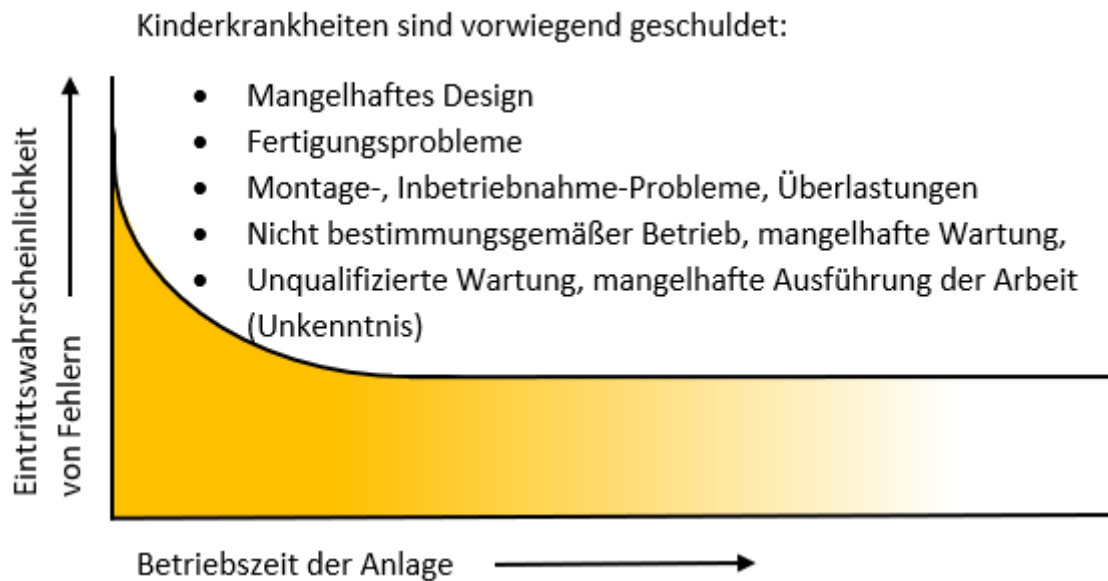 Kinderkrankheiten sind vorwiegend geschuldet:
• Mangelhaftes Design
• Fertigungsprobleme
• Montage-, Inbetriebnahme-Probleme, Überlastungen
• Nicht bestimmungsgemäßer Betrieb, mangelhafte Wartung,
• Unqualifizierte Wartung, mangelhafte Ausführung der Arbeit
(Unkenntnis)
Eintrittswahrscheinlichkeit
von Fehlern
Betriebszeit der Anlage